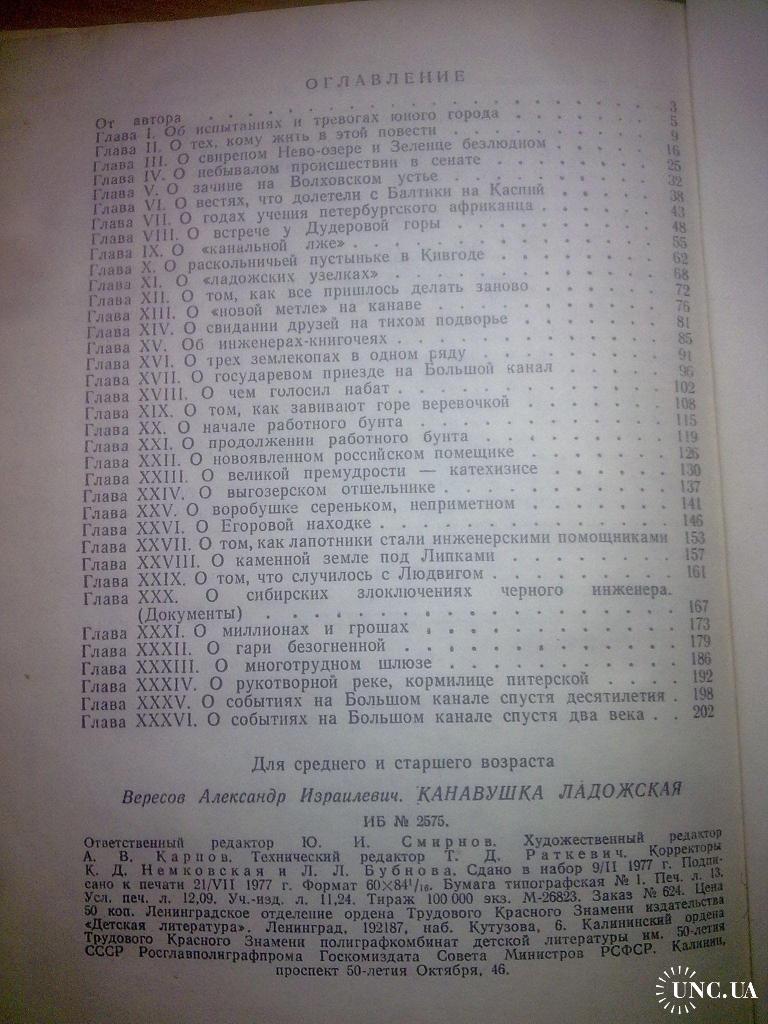 ОГЛАВЛЕНИЕ
От автора . . . . . . . . . . . . . . . . 3
Глава I. Об испытаниях и тревогах юного города . . . . 5
Глава II. О тех, кому жить в этой повести . . . . . . 9
Глава III. О свирепом Нево-озере и Зеленце безлюдном . . . 16
Глава IV. О небывалом происшествии в сенате . . . . . 25
Глава V. О зачине на Волховском устье . . . . . . . 32
Глава VI. О вестях, что долетели с Балтики на Каспий . . . 38
Глава VII. О годах учения петербургского африканца . . . . 43
Глава VIII. О встрече у Дудеровой горы . . . . . . . 48
Глава IX. О «канальной лже» . . . . . . . . . . 55
Глава X. О раскольничьей пустыньке в Кивгоде . . . . . 62
Глава XI. О «ладожских узелках» . . . . . . . . . 68
Глава XII. О том, как все пришлось делать заново . . . . 72
Глава XIII. О «новой метле» на канаве . . . . . . . 76
Глава XIV. О свидании друзей на тихом подворье . . . . . 81
Глава XV. Об инженерах-книгочеях . . . . . . . . . 85
Глава XVI. О трех землекопах в одном ряду . . . . . . 91
Глава XVII. О государевом приезде на Большой канал . . . . 96
Глава XVIII. О чем голосил набат . . . . . . . . . 102
Глава XIX. О том, как завивают горе веревочкой . . . . . 108
Глава XX. О начале работного бунта . . . . . . . . 115
Глава XXI. О продолжении работного бунта . . . . . . 119
Глава XXII. О новоявленном российском помещике . . . . . 126
Глава XXIII. О великой премудрости — катехизисе . . . . 130
Глава XXIV. О выгозерском отшельнике . . . . . . . . 137
Глава XXV. О воробушке сереньком, неприметном . . . . . 141
Глава XXVI. О Егоровой находке . . . . . . . . . . 146
Глава XXVII. О том, как лапотники стали инженерскими помощниками 153
Глава XXVIII. О каменной земле под Липками . . . . . . 157
Глава XXIX. О том, что случилось с Людвигом . . . . . . 161
Глава XXX. О сибирских злоключениях черного инженера.
(Документы) . . . . . . . . . . . . . . 167
Глава XXXI. О миллионах и грошах . . . . . . . . . 173
Глава XXXII. О гари безогненной . . . . . . . . . . 179
Глава XXXIII. О многотрудном шлюзе . . . . . . . . . 186
Глава XXXIV. О рукотворной реке, кормилице питерской . . . 192
Глава XXXV. О событиях на Большом канале спустя десятилетия . 198
Глава XXXVI. О событиях на Большом канале спустя два века . . 202
Для среднего и старшего возраста
Вересов Александр Израилевич. КАНАВУШКА ЛАДОЖСКАЯ
ИБ № 2575.
Ответственный редактор Ю. И. Смирнов. Художественный редактор
А. В. Карпов. Технический редактор Т. Д. Раткевич. Корректоры
К. Д. Немковская и Л. Л. Бубнова. Сдано в набор 9/II 1977 г. Подпи-
сано к печати 21/VII 1977 г. Формат 60×84¹/₁₆. Бумага типографская № 1. Печ. л. 13.
Усл. печ. л. 12,09. Уч.-изд. л. 11,24. Тираж 100 000 экз. М-26823. Заказ № 624. Цена
50 коп. Ленинградское отделение ордена Трудового Красного Знамени издательства
«Детская литература». Ленинград, 192187, наб. Кутузова, 6. Калининский ордена
Трудового Красного Знамени полиграфкомбинат детской литературы им. 50-летия
СССР Росглавполиграфпрома Госкомиздата Совета Министров РСФСР. Калинин,
проспект 50-летия Октября, 46.
UNC.UA